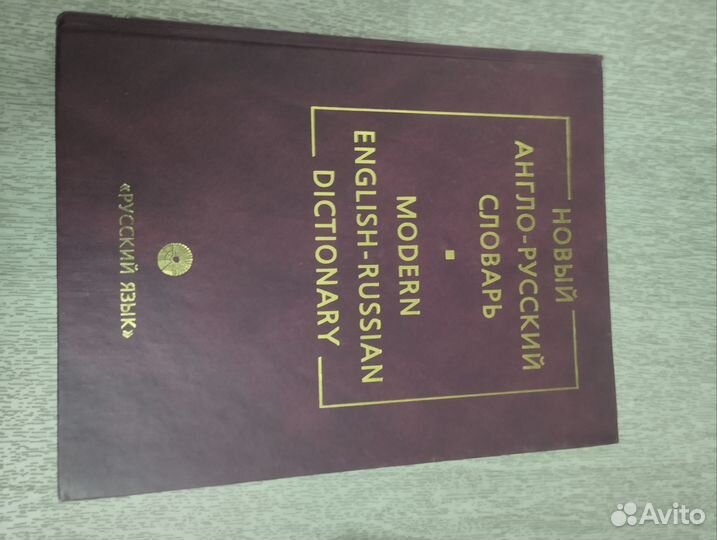 НОВЫЙ
АНГЛО-РУССКИЙ
СЛОВАРЬ
MODERN
ENGLISH-RUSSIAN
DICTIONARY
«РУССКИЙ ЯЗЫК»
Avito